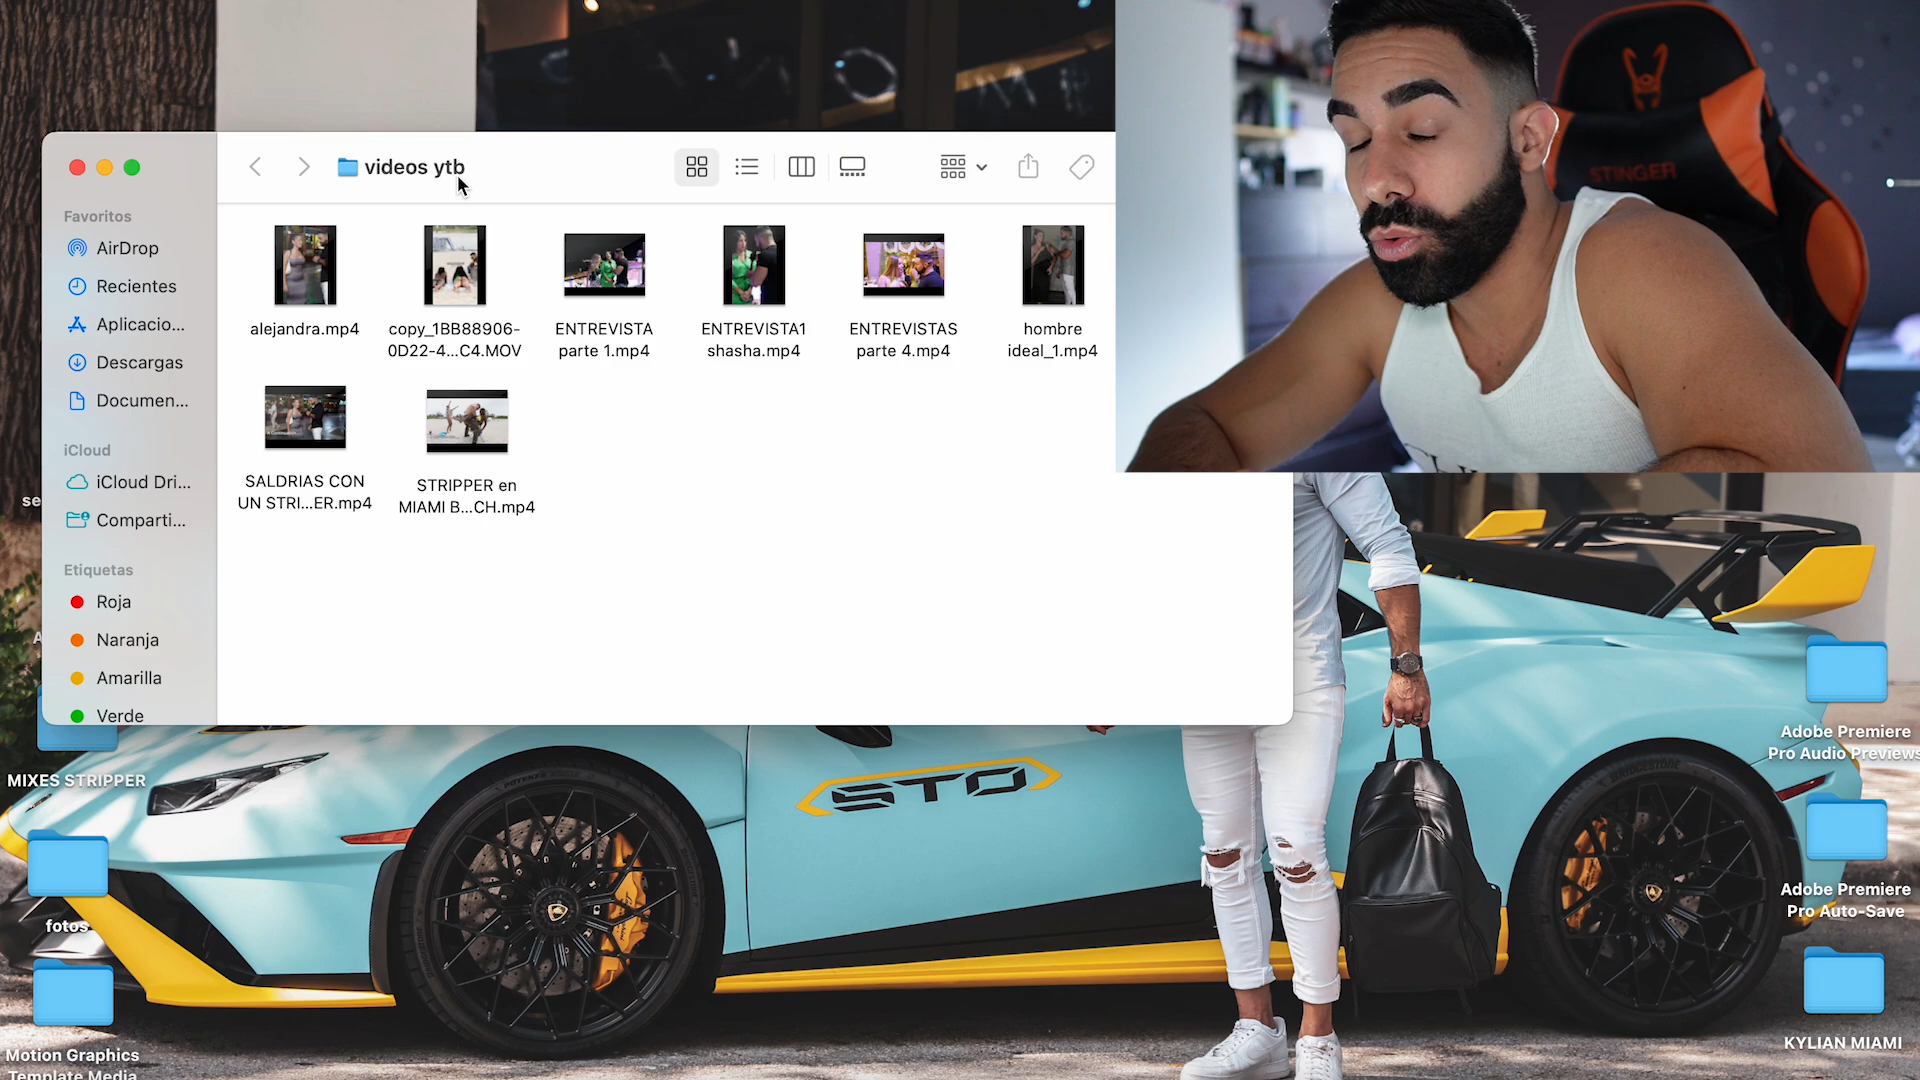 videos ytb
Favoritos
AirDrop
Recientes
Aplicacio...
Descargas
Documen...
iCloud
iCloud Dri...
Comparti...
Etiquetas
Roja
Naranja
Amarilla
Verde
alejandra.mp4
copy_1BB88906-
0D22-4...C4.MOV
ENTREVISTA
parte 1.mp4
ENTREVISTA1
shasha.mp4
ENTREVISTAS
parte 4.mp4
hombre
ideal_1.mp4
SALDRIAS CON
UN STRI...ER.mp4
STRIPPER en
MIAMI B...CH.mp4
STINGER
se
A
MIXES STRIPPER
fotos
Motion Graphics
Template Media
STO
POTENZA
BRIDGESTONE
Adobe Premiere
Pro Audio Previews
Adobe Premiere
Pro Auto-Save
KYLIAN MIAMI